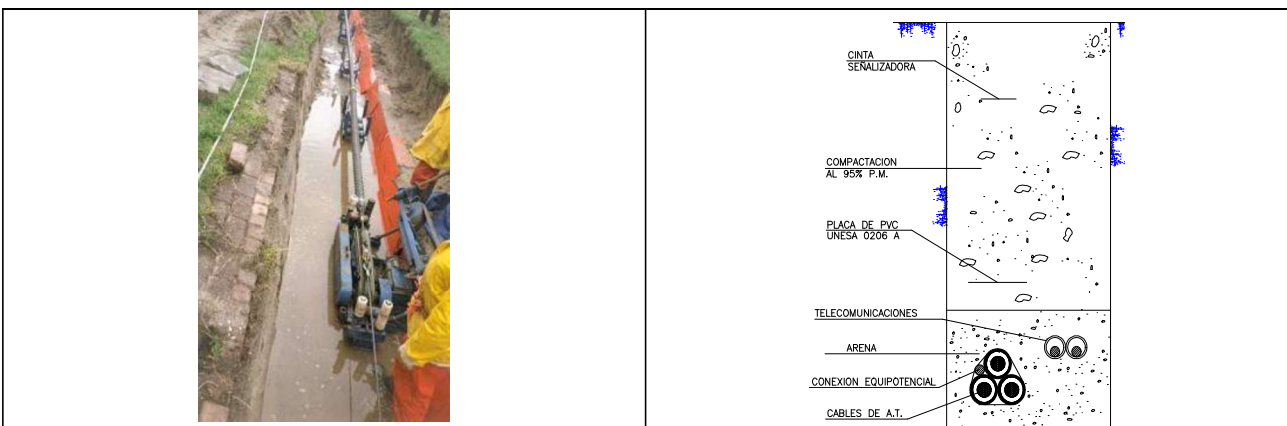 CINTA
SEÑALIZADORA
COMPACTACION
AL 95% P.M.
PLACA DE PVC
UNESA 0206 A
TELECOMUNICACIONES
ARENA
CONEXION EQUIPOTENCIAL
CABLES DE A.T.